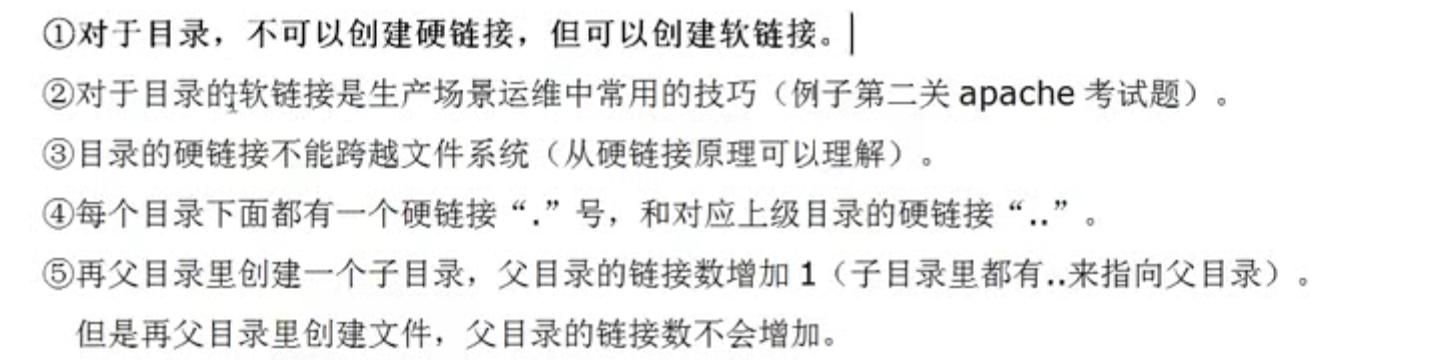 ①对于目录，不可以创建硬链接，但可以创建软链接。
②对于目录的软链接是生产场景运维中常用的技巧（例子第二关 apache 考试题）。
③目录的硬链接不能跨越文件系统（从硬链接原理可以理解）。
④每个目录下面都有一个硬链接“.”号，和对应上级目录的硬链接“..”。
⑤再父目录里创建一个子目录，父目录的链接数增加 1（子目录里都有..来指向父目录）。
但是再父目录里创建文件，父目录的链接数不会增加。